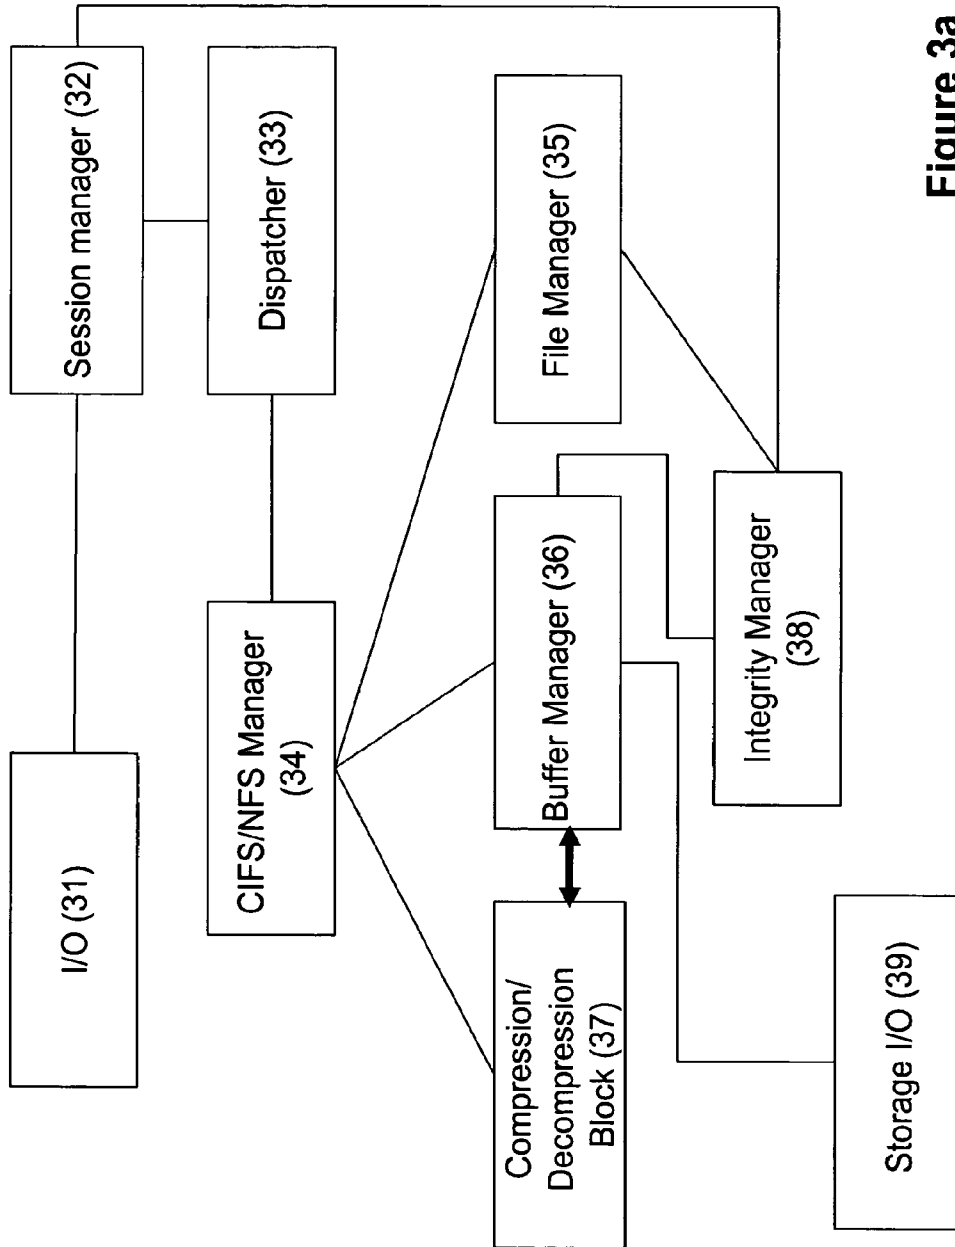 I/O (31)
Session manager (32)
CIFS/NFS Manager
(34)
Dispatcher (33)
Compression/
Decompression
Block (37)
Buffer Manager (36)
File Manager (35)
Integrity Manager
(38)
Storage I/O (39)
Figure 3a